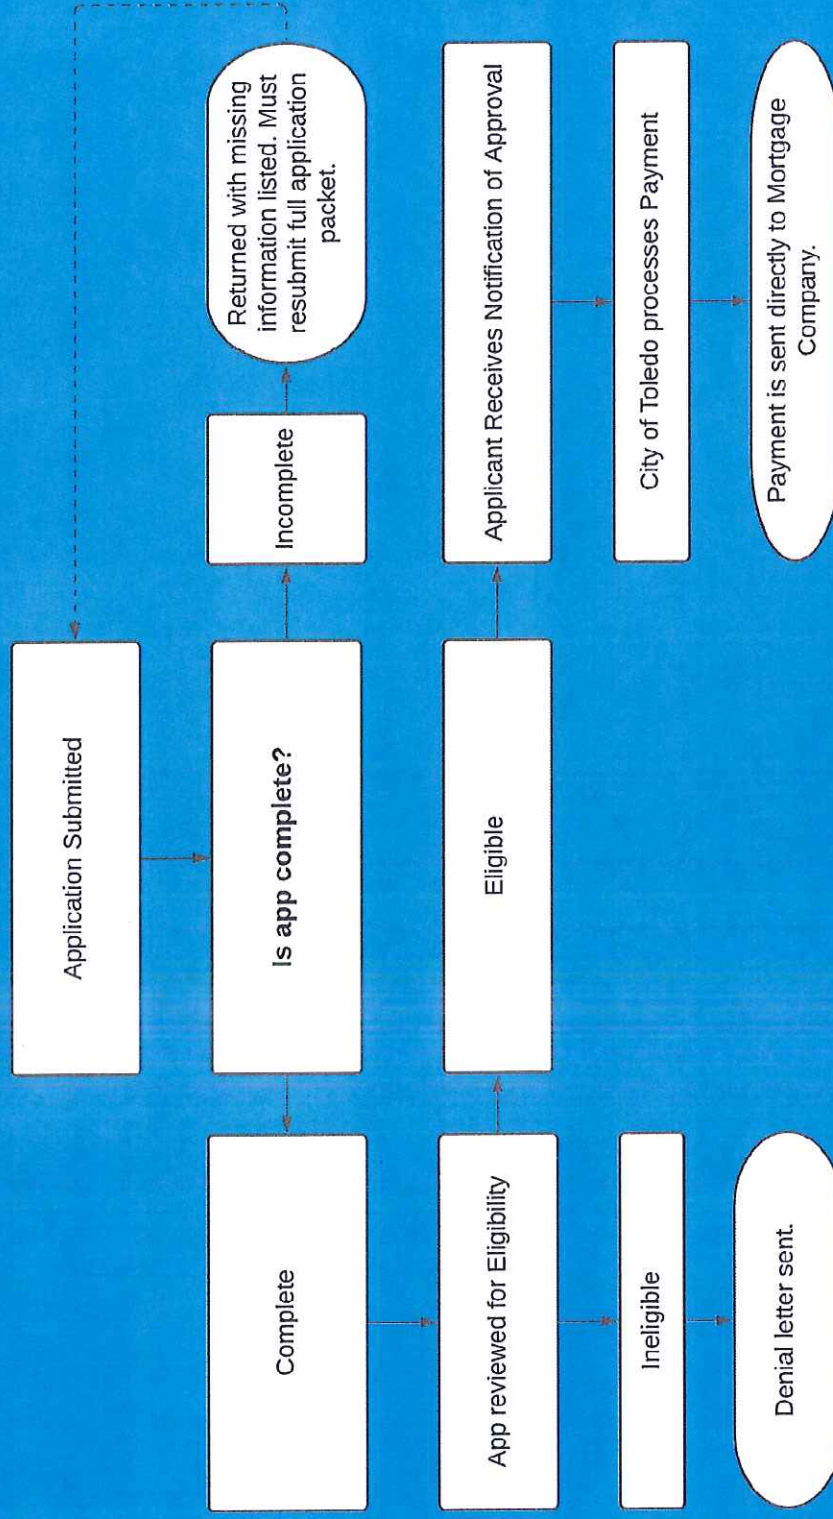 Application Submitted
Is app complete?
Incomplete
Returned with missing
information listed. Must
resubmit full application
packet.
Complete
App reviewed for Eligibility
Eligible
Applicant Receives Notification of Approval
City of Toledo processes Payment
Payment is sent directly to Mortgage
Company.
Ineligible
Denial letter sent.